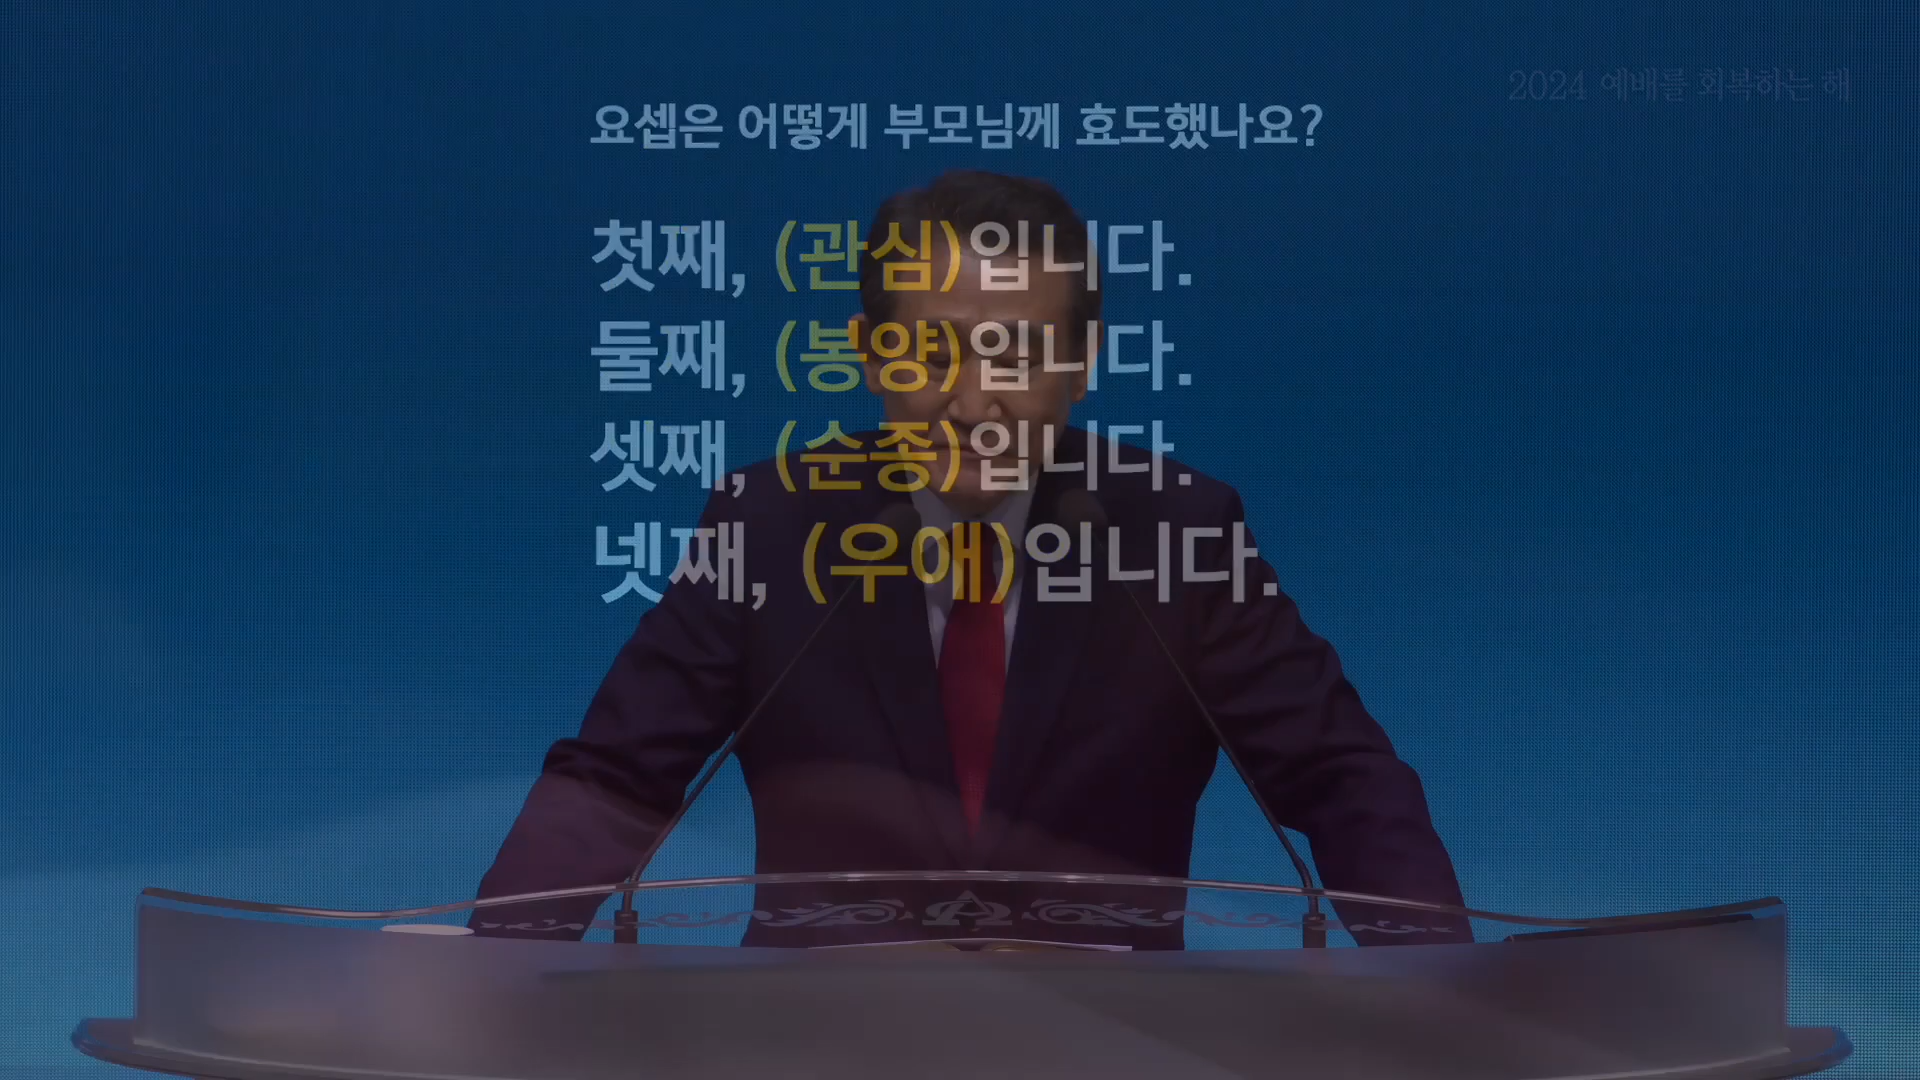 2024 예배를 회복하는 해
요셉은 어떻게 부모님께 효도했나요?
첫째, (관심)입니다.
둘째, (봉양)입니다.
셋째, (순종)입니다.
넷째, (우애)입니다.